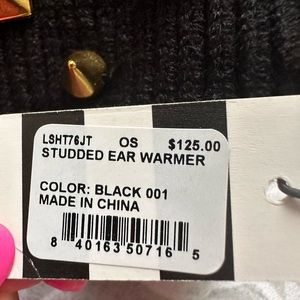 LSHT76JT OS $125.00
STUDDED EAR WARMER
COLOR: BLACK 001
MADE IN CHINA
8 40163 50716 5